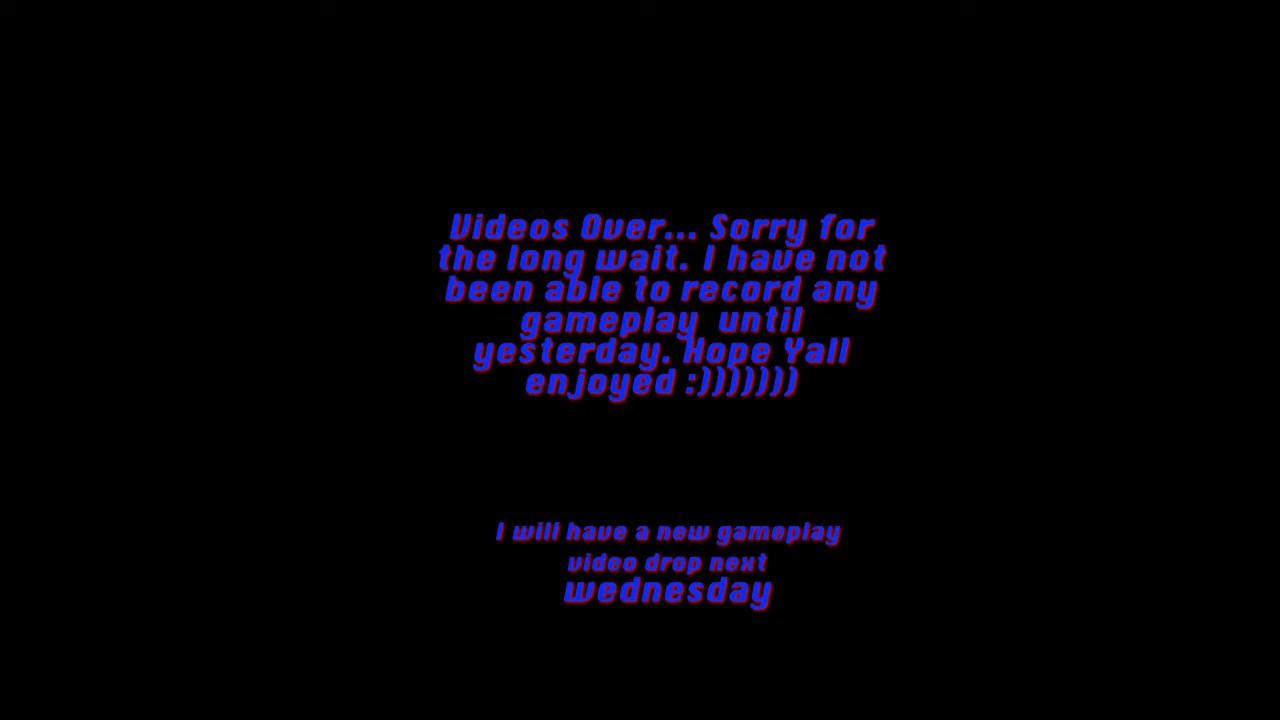 Videos Over... Sorry for
the long wait. I have not
been able to record any
gameplay  until
yesterday. Hope Yall
enjoyed :)))))))
I will have a new gameplay
video drop next
wednesday